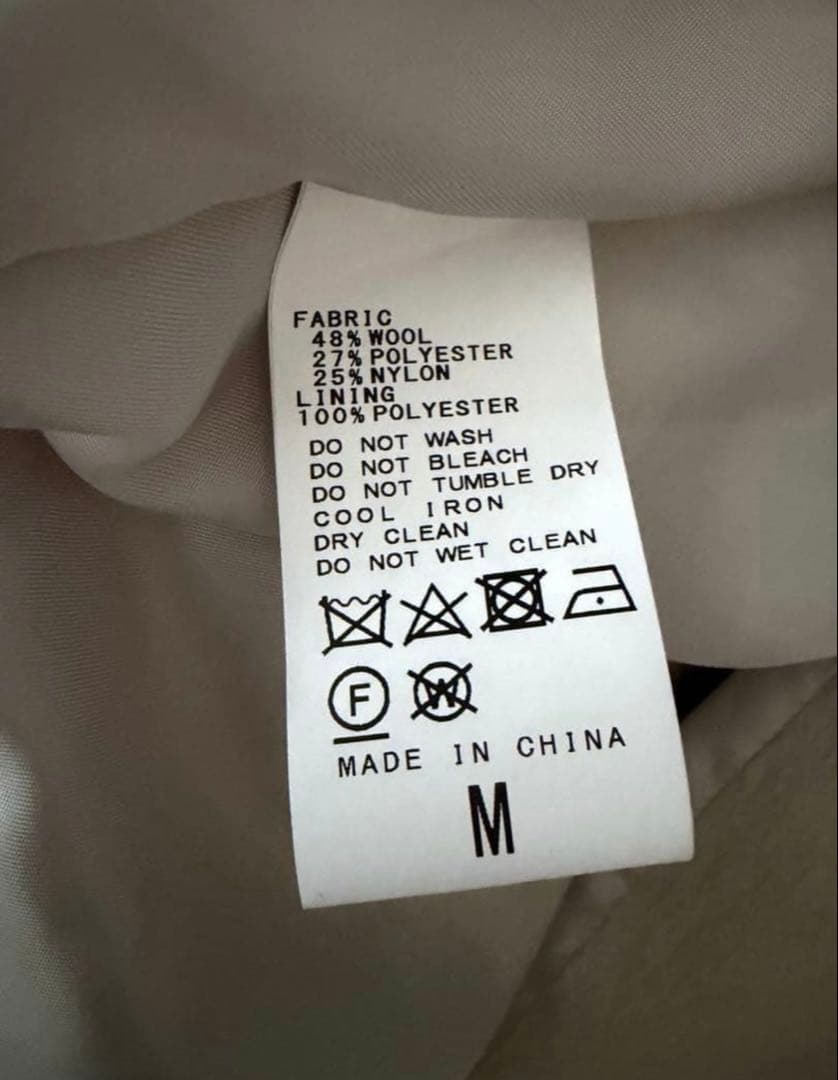 FABRIC
48% WOOL
27% POLYESTER
25% NYLON
LINING
100% POLYESTER
DO NOT WASH
DO NOT BLEACH
DO NOT TUMBLE DRY
COOL IRON
DRY CLEAN
DO NOT WET CLEAN
F W
MADE IN CHINA
M